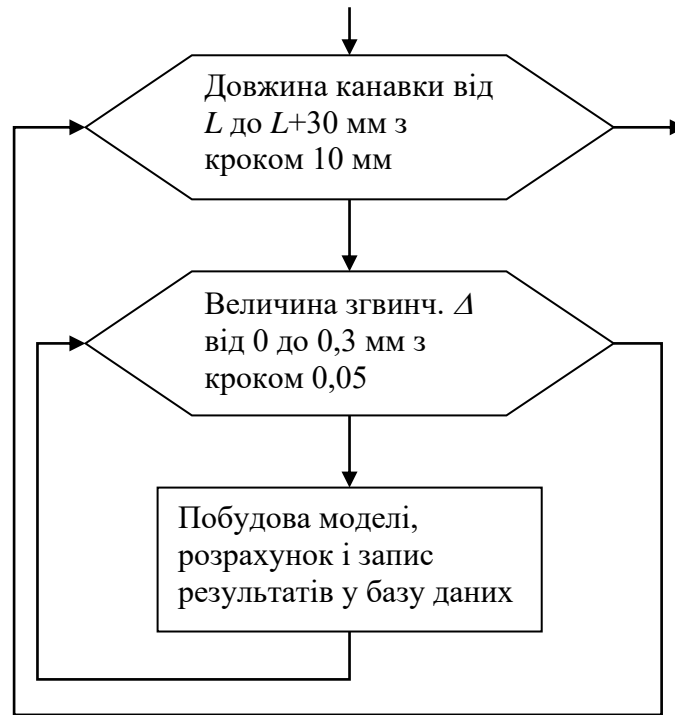 Довжина канавки від
L до L+30 мм з
кроком 10 мм
Величина згвинч. Δ
від 0 до 0,3 мм з
кроком 0,05
Побудова моделі,
розрахунок і запис
результатів у базу даних